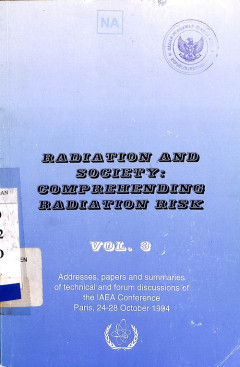 NA
RADIATION AND
SOCIETY:
COMPREHENDING
RADIATION RISK
VOL. 3
Addresses, papers and summaries
of technical and forum discussions of
the IAEA Conference
Paris, 24-28 October 1994